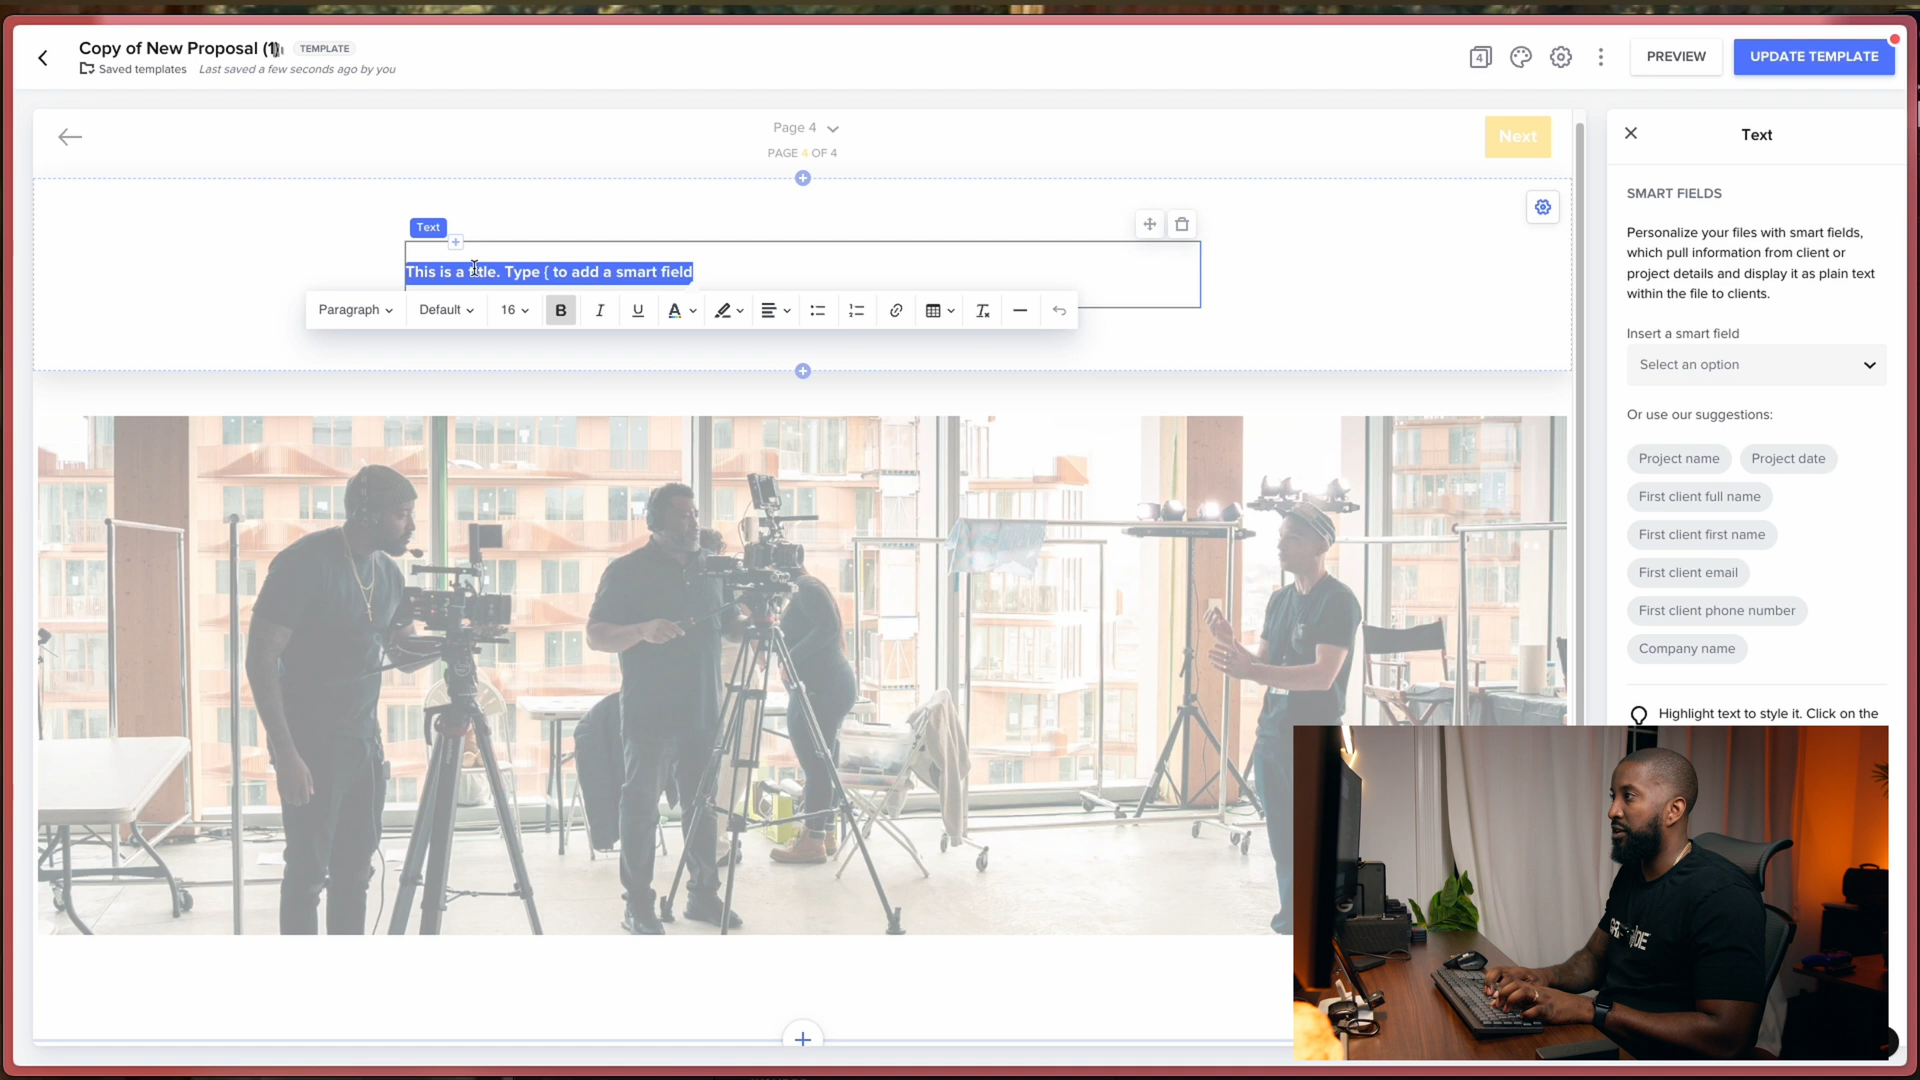 Copy of New Proposal (1)
TEMPLATE
Saved templates
Last saved a few seconds ago by you
4
PREVIEW
UPDATE TEMPLATE
Page 4
PAGE 4 OF 4
Next
Text
This is a title. Type { to add a smart field
Paragraph
Default
16
B
I
U
A
Text
SMART FIELDS
Personalize your files with smart fields,
which pull information from client or
project details and display it as plain text
within the file to clients.
Insert a smart field
Select an option
Or use our suggestions:
Project name
Project date
First client full name
First client first name
First client email
First client phone number
Company name
Highlight text to style it. Click on the